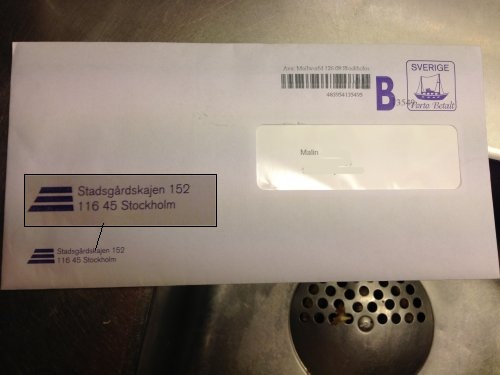 SVERIGE
Porto Betalt
B
Malin
Stadsgårdskajen 152
116 45 Stockholm
Stadsgårdskajen 152
116 45 Stockholm